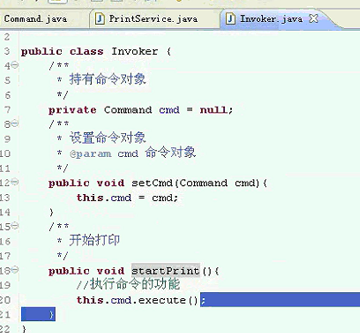 Command.java
PrintService.java
Invoker.java
2
3 public class Invoker {
4 /**
5 * 持有命令对象
6 */
7 private Command cmd = null;
8 /**
9 * 设置命令对象
10 * @param cmd 命令对象
11 */
12 public void setCmd(Command cmd){
13 this.cmd = cmd;
14 }
15 /**
16 * 开始打印
17 */
18 public void startPrint(){
19 //执行命令的功能
20 this.cmd.execute();
21 }
22 }